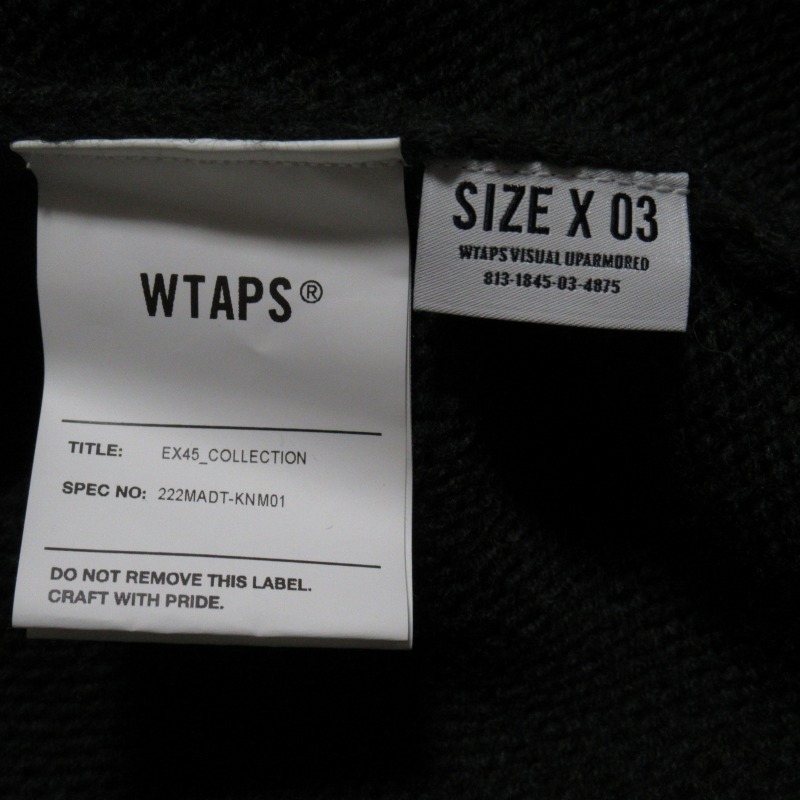 WTAPS®
TITLE: EX45_COLLECTION
SPEC NO: 222MADT-KNM01
DO NOT REMOVE THIS LABEL.
CRAFT WITH PRIDE.
SIZE X 03
WTAPS VISUAL UPARMORED
813-1845-03-4875